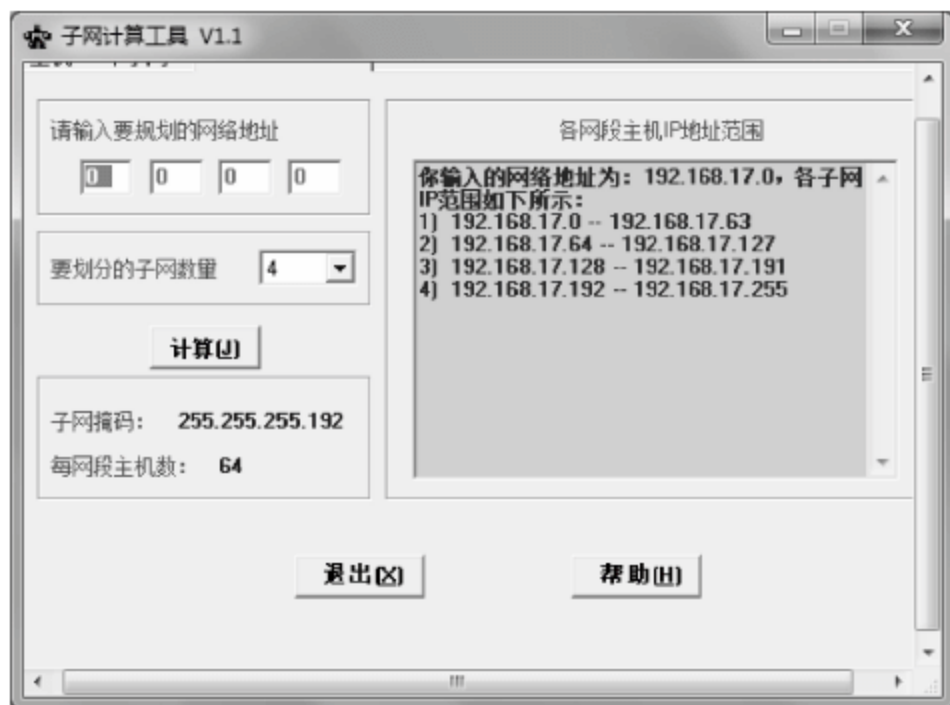 子网计算工具 V1.1
请输入要规划的网络地址
0 0 0 0
要划分的子网数量 4
计算(J)
子网掩码： 255.255.255.192
每网段主机数： 64
各网段主机IP地址范围
你输入的网络地址为：192.168.17.0，各子网
IP范围如下所示：
1) 192.168.17.0 -- 192.168.17.63
2) 192.168.17.64 -- 192.168.17.127
3) 192.168.17.128 -- 192.168.17.191
4) 192.168.17.192 -- 192.168.17.255
退出(X)
帮助(H)